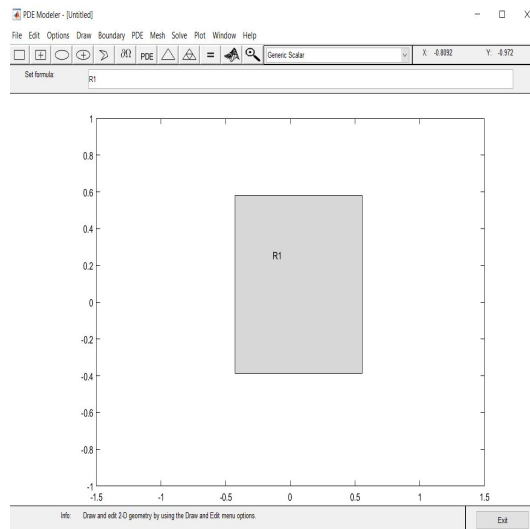 PDE Modeler - [Untitled]
File Edit Options Draw Boundary PDE Mesh Solve Plot Window Help
∂Ω PDE = Generic Scalar X: -0.8092 Y: -0.972
Set formula: R1
1
0.8
0.6
0.4
R1
0.2
0
-0.2
-0.4
-0.6
-0.8
-1
-1.5 -1 -0.5 0 0.5 1 1.5
Info: Draw and edit 2-D geometry by using the Draw and Edit menu options. Exit